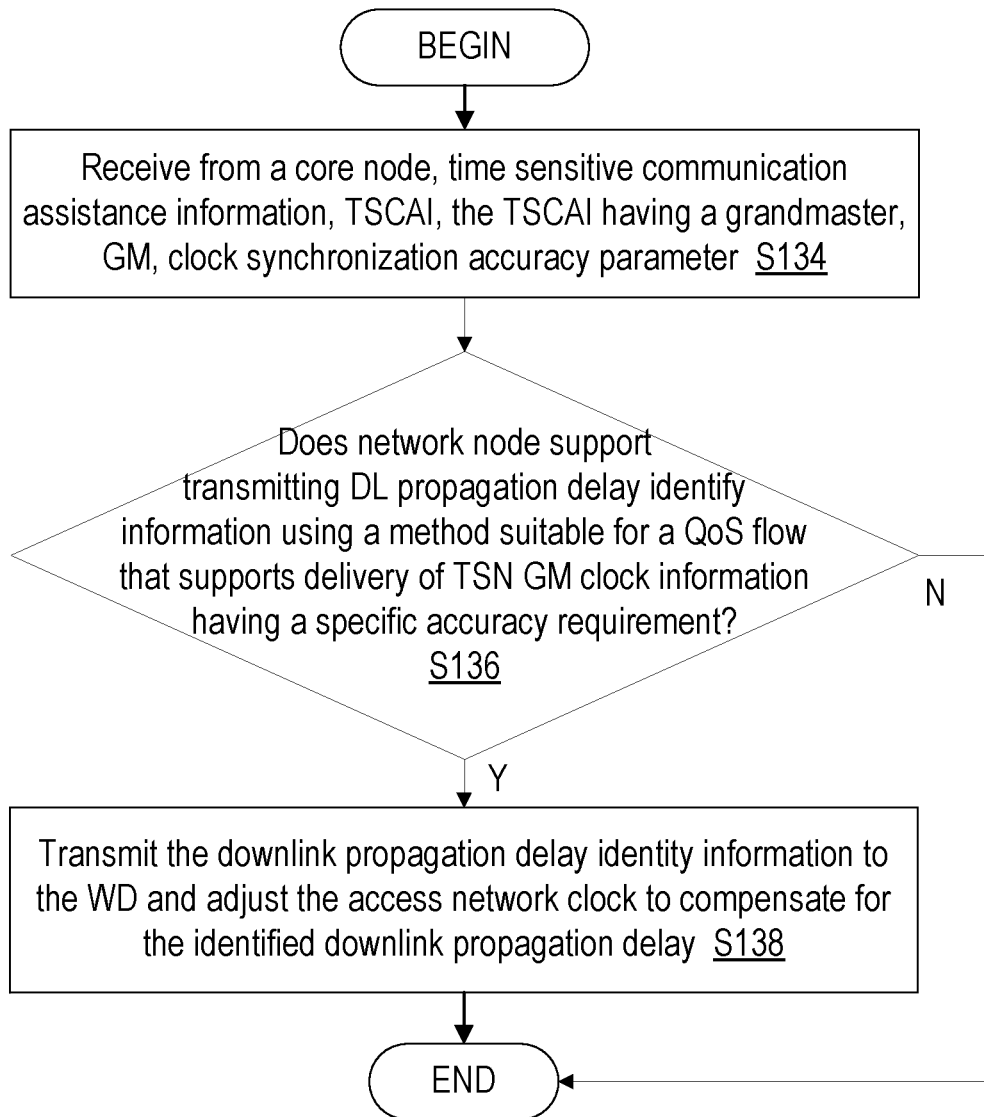 BEGIN
Receive from a core node, time sensitive communication
assistance information, TSCAI, the TSCAI having a grandmaster,
GM, clock synchronization accuracy parameter S134
Does network node support
transmitting DL propagation delay identify
information using a method suitable for a QoS flow
that supports delivery of TSN GM clock information
having a specific accuracy requirement?
S136
N
Y
Transmit the downlink propagation delay identity information to
the WD and adjust the access network clock to compensate for
the identified downlink propagation delay S138
END